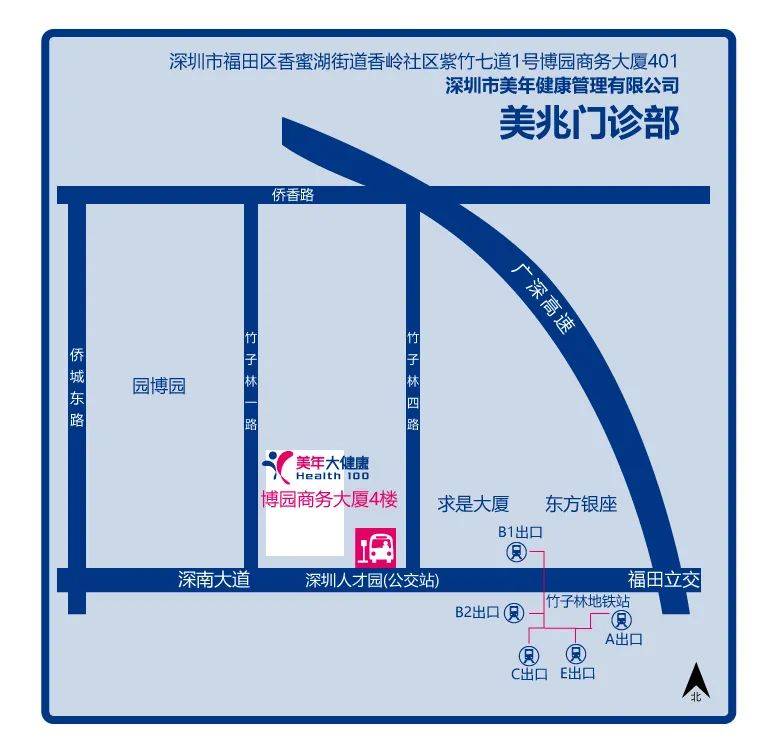 深圳市福田区香蜜湖街道香岭社区紫竹七道1号博园商务大厦401
深圳市美年健康管理有限公司
美兆门诊部
侨香路
广深高速
侨城东路
竹子林一路
竹子林四路
园博园
美年大健康
Health 100
博园商务大厦4楼
求是大厦
东方银座
B1出口
深南大道
深圳人才园(公交站)
福田立交
竹子林地铁站
B2出口
A出口
C出口
E出口
北